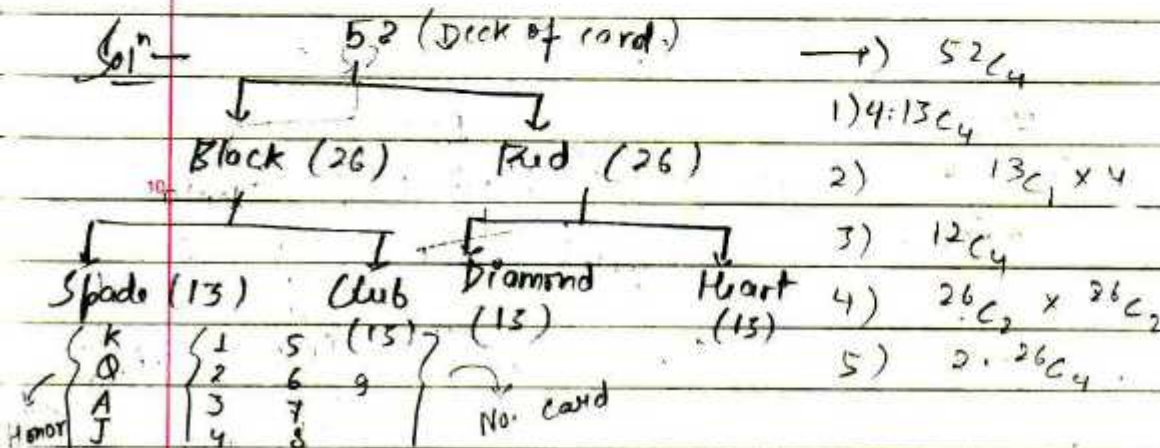 Solⁿ — 52 (Deck of card.) → ) 52C₄
1) 4·13C₄
Black (26) Red (26) 2) 13C₁ × 4
10
3) 12C₄
Spade (13) Club (13) Diamond (13) Heart (13) 4) 26C₂ × 26C₂
5) 2·26C₄.
K 1 5
Q 2 6 9
A 3 7
J 4 8
Honor No. card